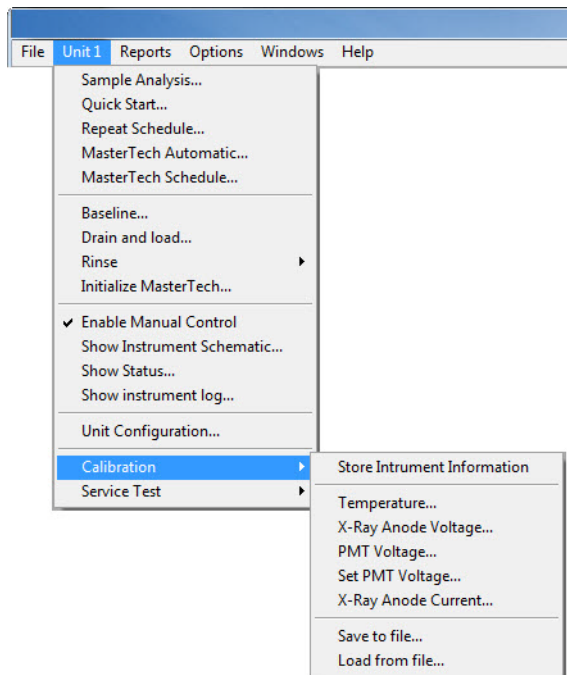 File Unit 1 Reports Options Windows Help
Sample Analysis...
Quick Start...
Repeat Schedule...
MasterTech Automatic...
MasterTech Schedule...
Baseline...
Drain and load...
Rinse
Initialize MasterTech...
Enable Manual Control
Show Instrument Schematic...
Show Status...
Show instrument log...
Unit Configuration...
Calibration
Service Test
Store Intrument Information
Temperature...
X-Ray Anode Voltage...
PMT Voltage...
Set PMT Voltage...
X-Ray Anode Current...
Save to file...
Load from file...